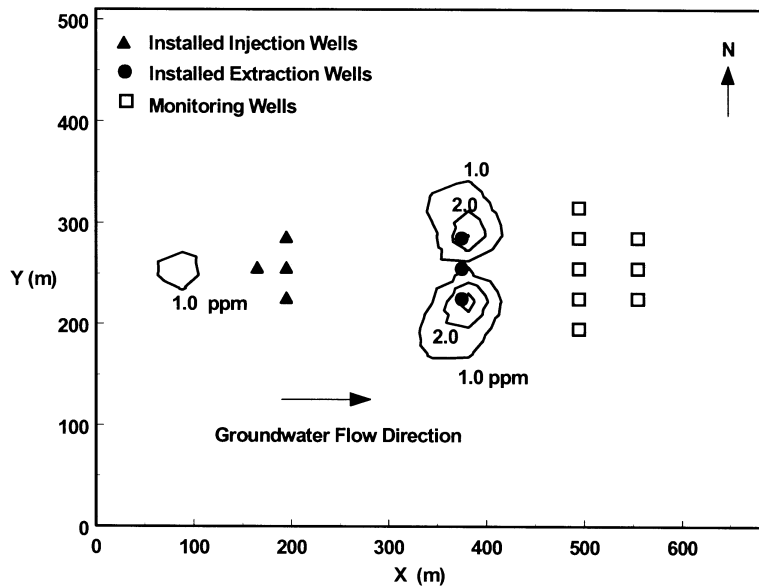 500
Installed Injection Wells
N
Installed Extraction Wells
Monitoring Wells
400
1.0
300
2.0
Y (m)
1.0 ppm
200
2.0
1.0 ppm
100
Groundwater Flow Direction
0
0 100 200 300 400 500 600
X (m)